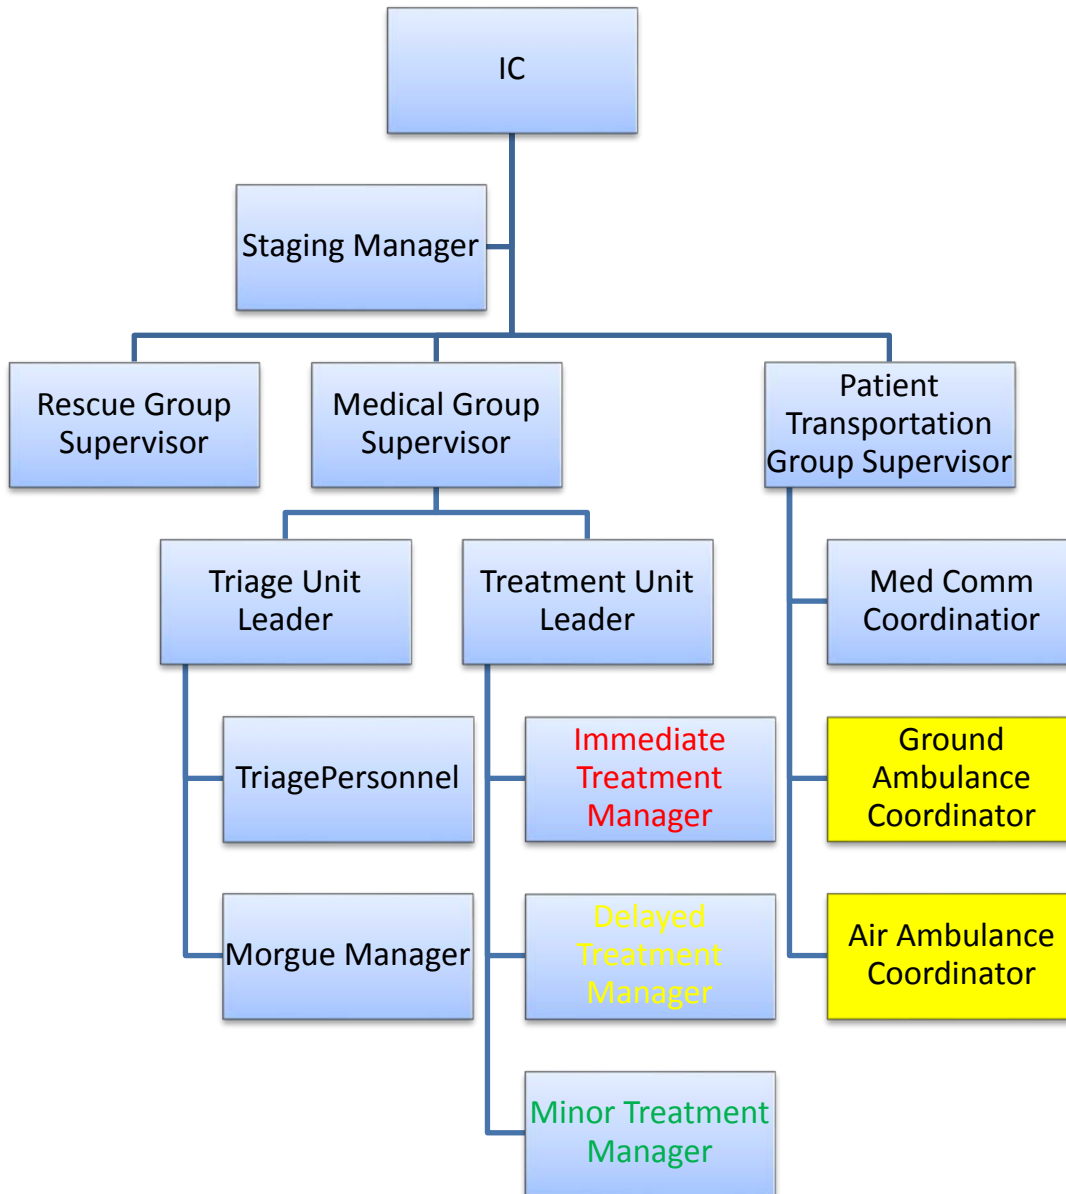 IC
Staging Manager
Rescue Group
Supervisor
Medical Group
Supervisor
Patient
Transportation
Group Supervisor
Triage Unit
Leader
Treatment Unit
Leader
Med Comm
Coordinatior
TriagePersonnel
Immediate
Treatment
Manager
Ground
Ambulance
Coordinator
Morgue Manager
Delayed
Treatment
Manager
Air Ambulance
Coordinator
Minor Treatment
Manager